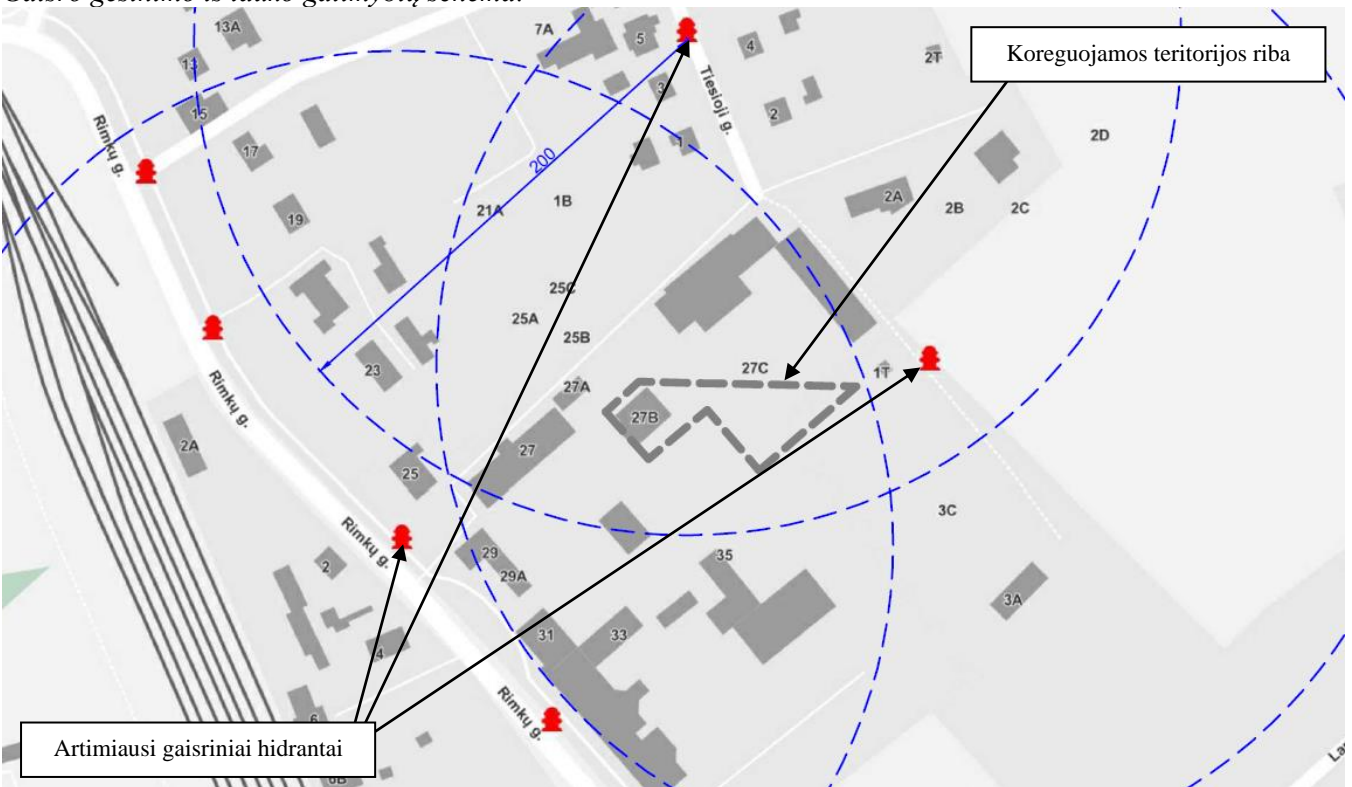 Gaisro gesinimo iš lauko galimybių schema:
13A
7A
5
4
2T
Koreguojamos teritorijos riba
13
3
15
Tiesioji g.
2
Rimkų g.
17
1
2D
200
19
21A
1B
2A
2B
2C
25C
25A
25B
23
27C
1T
27A
Rimkų g.
27B
2A
27
25
3C
Rimkų g.
29
35
2
29A
3A
31
33
4
Rimkų g.
6
Artimiausi gaisriniai hidrantai
6B